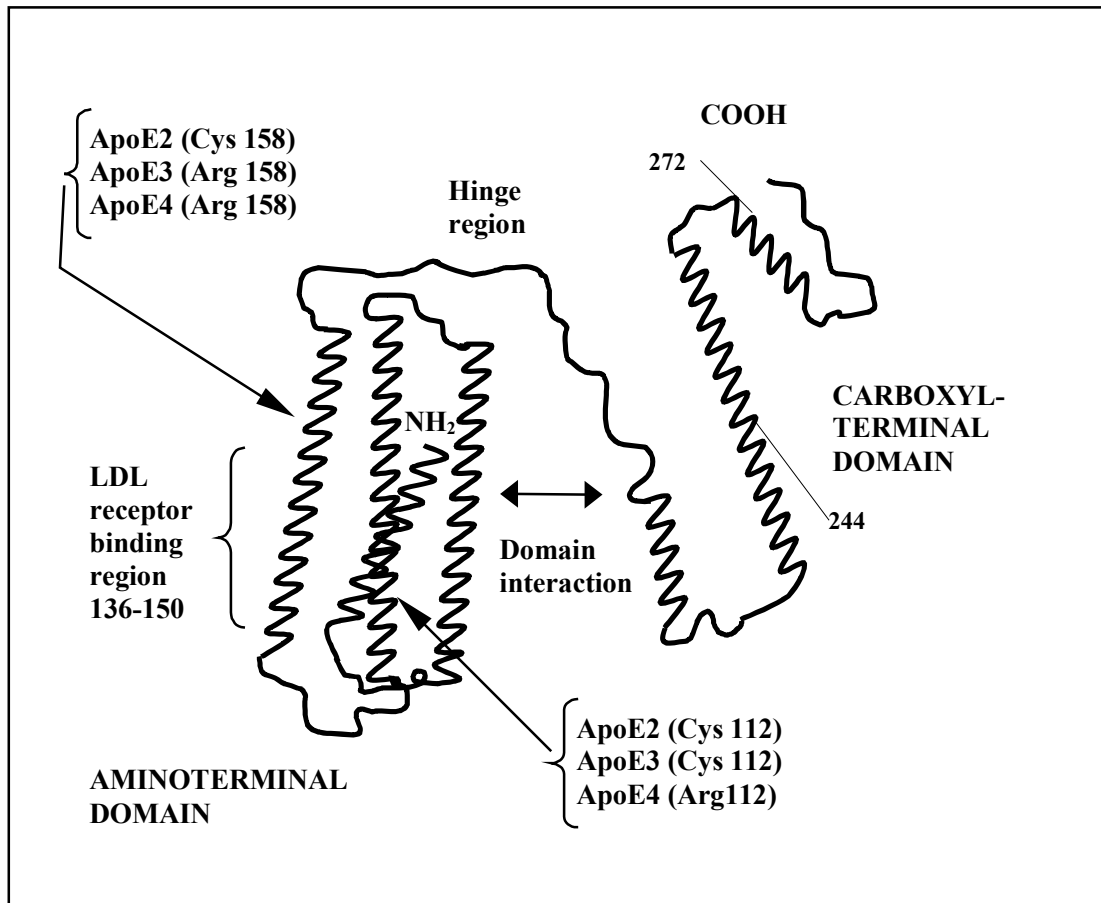 ApoE2 (Cys 158)
ApoE3 (Arg 158)
ApoE4 (Arg 158)
Hinge
region
COOH
272
NH₂
CARBOXYL-
TERMINAL
DOMAIN
LDL
receptor
binding
region
136-150
Domain
interaction
244
ApoE2 (Cys 112)
ApoE3 (Cys 112)
ApoE4 (Arg112)
AMINOTERMINAL
DOMAIN